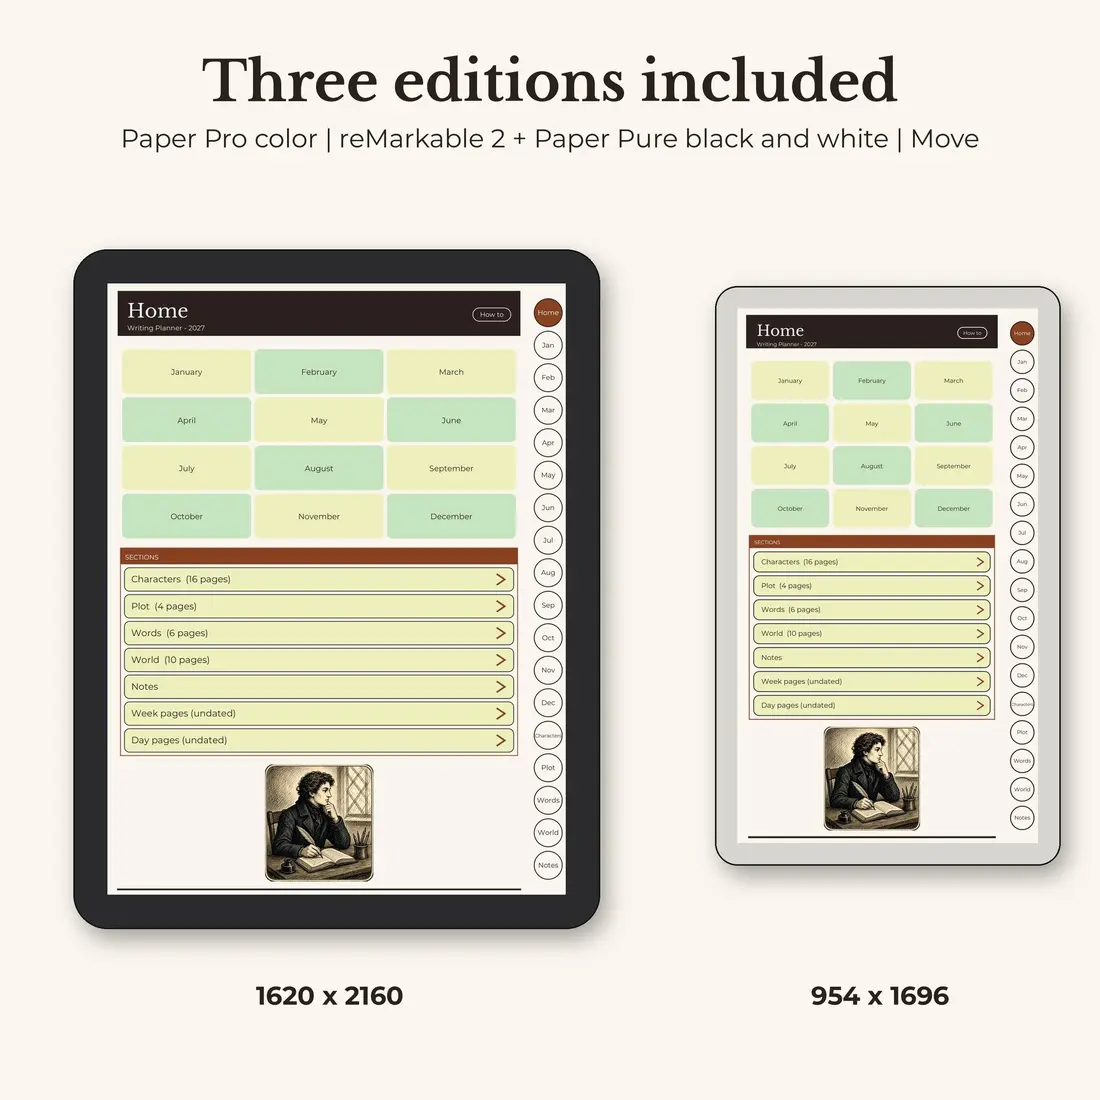 Three editions included
Paper Pro color | reMarkable 2 + Paper Pure black and white | Move
Home
Writing Planner - 2027
How to
January
February
March
April
May
June
July
August
September
October
November
December
SECTIONS
Characters (16 pages)
Plot (4 pages)
Words (6 pages)
World (10 pages)
Notes
Week pages (undated)
Day pages (undated)
Home
Jan
Feb
Mar
Apr
May
Jun
Jul
Aug
Sep
Oct
Nov
Dec
Characters
Plot
Words
World
Notes
1620 x 2160
Home
Writing Planner - 2027
How to
January
February
March
April
May
June
July
August
September
October
November
December
SECTIONS
Characters (16 pages)
Plot (4 pages)
Words (6 pages)
World (10 pages)
Notes
Week pages (undated)
Day pages (undated)
Home
Jan
Feb
Mar
Apr
May
Jun
Jul
Aug
Sep
Oct
Nov
Dec
Characters
Plot
Words
World
Notes
954 x 1696